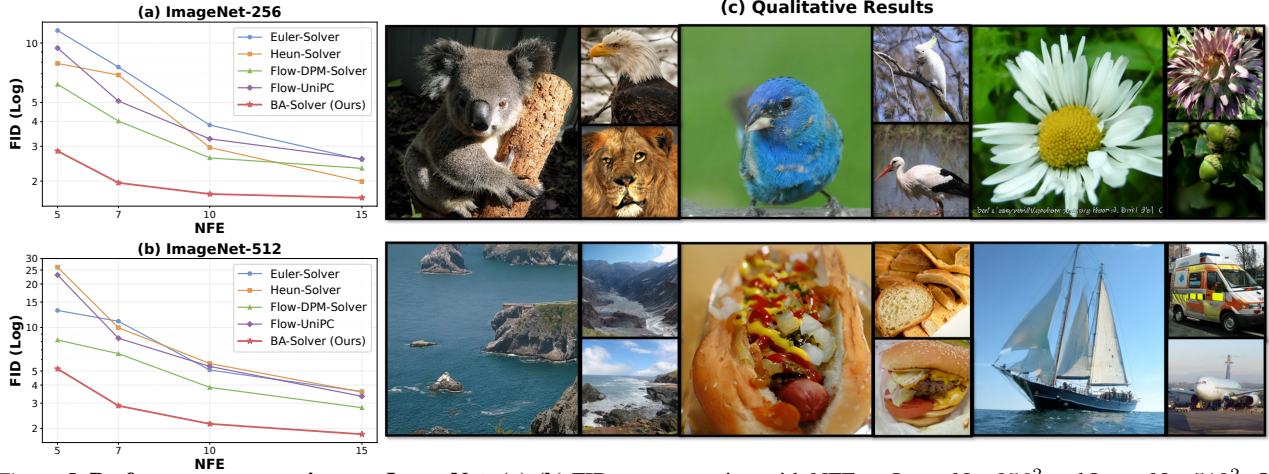 (a) ImageNet-256
FID (Log)
10
5
4
3
2
5
7
10
15
NFE
Euler-Solver
Heun-Solver
Flow-DPM-Solver
Flow-UniPC
BA-Solver (Ours)
(b) ImageNet-512
FID (Log)
30
25
20
15
10
5
4
3
2
5
7
10
15
NFE
Euler-Solver
Heun-Solver
Flow-DPM-Solver
Flow-UniPC
BA-Solver (Ours)
(c) Qualitative Results